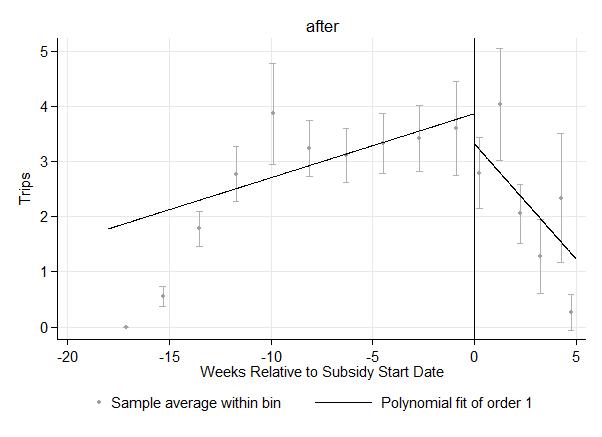 after
5
4
3
2
1
0
Trips
-20 -15 -10 -5 0 5
Weeks Relative to Subsidy Start Date
Sample average within bin Polynomial fit of order 1